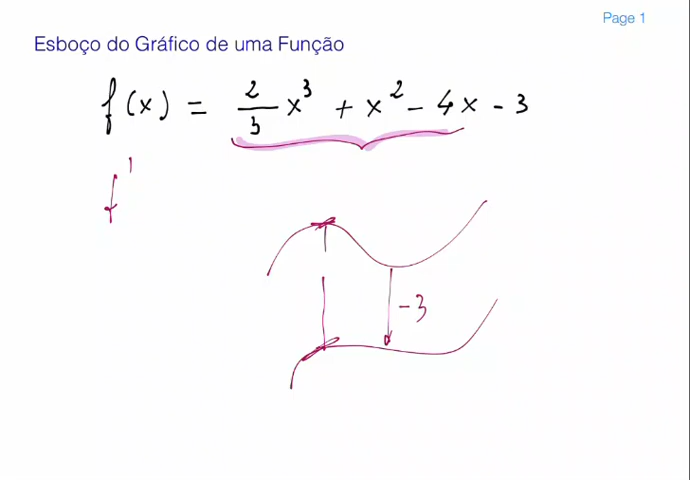 Page 1
Esboço do Gráfico de uma Função
f(x) = 2/3 x³ + x² - 4x - 3
f'
-3